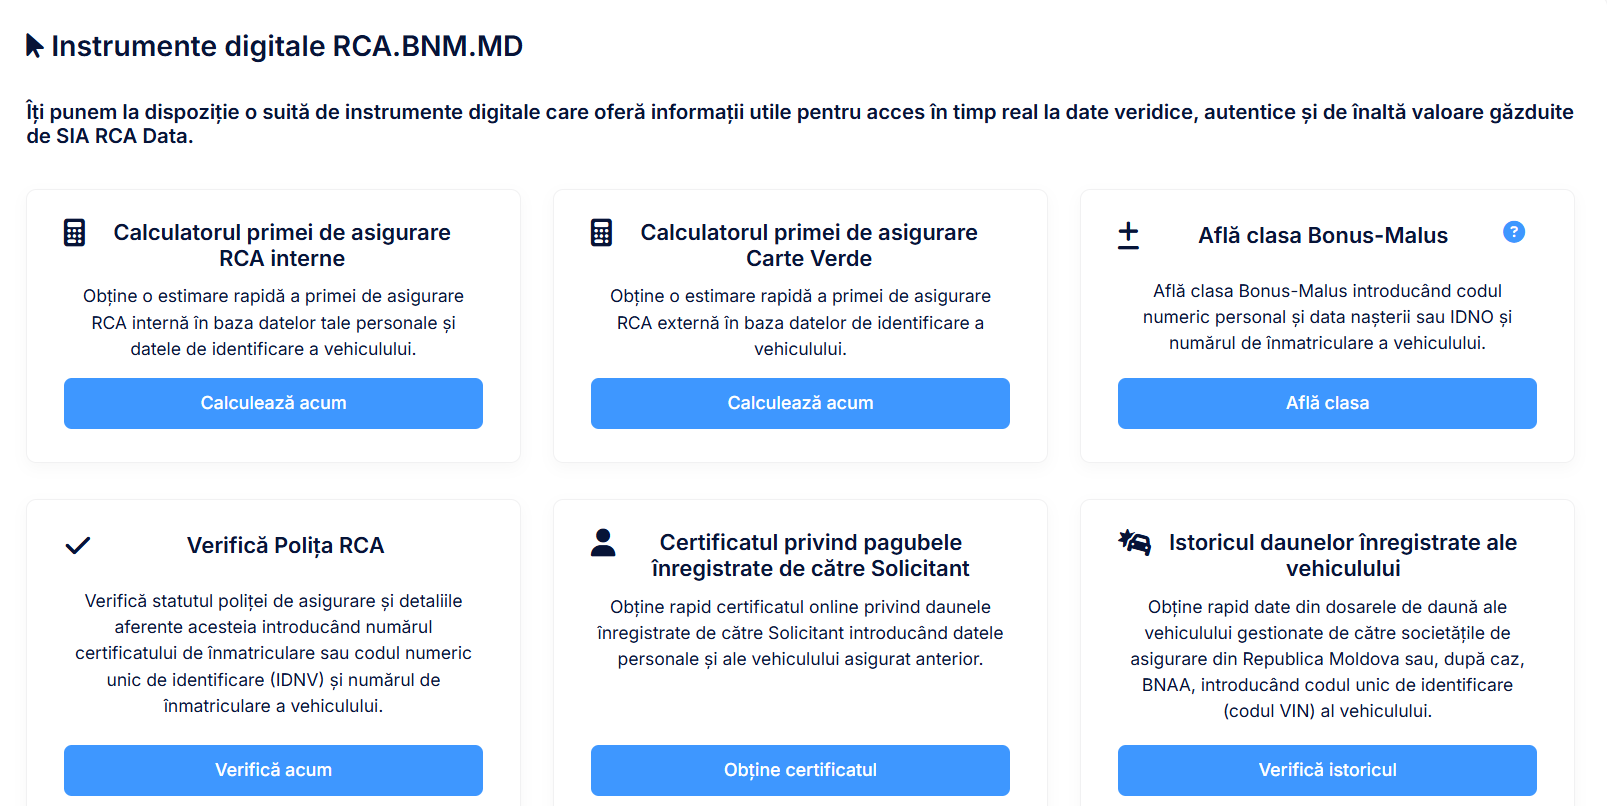 Instrumente digitale RCA.BNM.MD
Îți punem la dispoziție o suită de instrumente digitale care oferă informații utile pentru acces în timp real la date veridice, autentice și de înaltă valoare găzduite
de SIA RCA Data.
Calculatorul primei de asigurare
RCA interne
Obține o estimare rapidă a primei de asigurare
RCA internă în baza datelor tale personale și
datele de identificare a vehiculului.
Calculează acum
Calculatorul primei de asigurare
Carte Verde
Obține o estimare rapidă a primei de asigurare
RCA externă în baza datelor de identificare a
vehiculului.
Calculează acum
Află clasa Bonus-Malus
?
Află clasa Bonus-Malus introducând codul
numeric personal și data nașterii sau IDNO și
numărul de înmatriculare a vehiculului.
Află clasa
Verifică Polița RCA
Verifică statutul poliței de asigurare și detaliile
aferente acesteia introducând numărul
certificatului de înmatriculare sau codul numeric
unic de identificare (IDNV) și numărul de
înmatriculare a vehiculului.
Verifică acum
Certificatul privind pagubele
înregistrate de către Solicitant
Obține rapid certificatul online privind daunele
înregistrate de către Solicitant introducând datele
personale și ale vehiculului asigurat anterior.
Obține certificatul
Istoricul daunelor înregistrate ale
vehiculului
Obține rapid date din dosarele de daună ale
vehiculului gestionate de către societățile de
asigurare din Republica Moldova sau, după caz,
BNAA, introducând codul unic de identificare
(codul VIN) al vehiculului.
Verifică istoricul